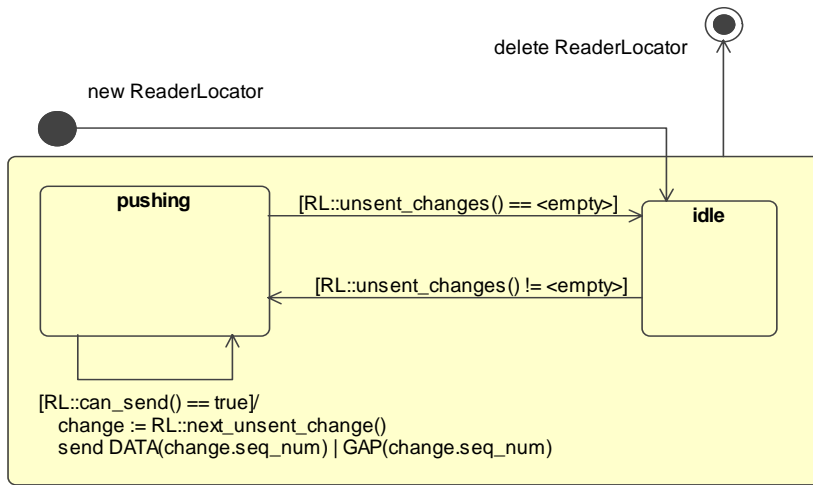 delete ReaderLocator
new ReaderLocator
pushing
[RL::unsent_changes() == <empty>]
idle
[RL::unsent_changes() != <empty>]
[RL::can_send() == true]/
change := RL::next_unsent_change()
send DATA(change.seq_num) | GAP(change.seq_num)